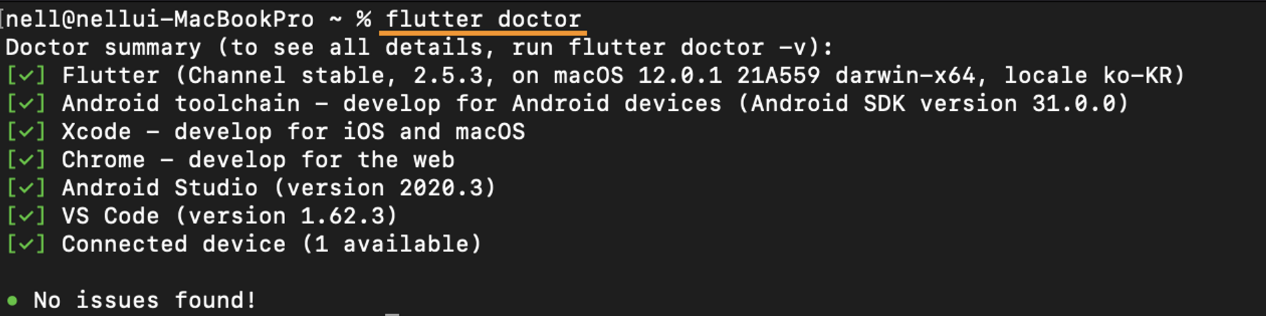 [nell@nellui-MacBookPro ~ % flutter doctor
Doctor summary (to see all details, run flutter doctor -v):
[✓] Flutter (Channel stable, 2.5.3, on macOS 12.0.1 21A559 darwin-x64, locale ko-KR)
[✓] Android toolchain – develop for Android devices (Android SDK version 31.0.0)
[✓] Xcode – develop for iOS and macOS
[✓] Chrome – develop for the web
[✓] Android Studio (version 2020.3)
[✓] VS Code (version 1.62.3)
[✓] Connected device (1 available)
• No issues found!